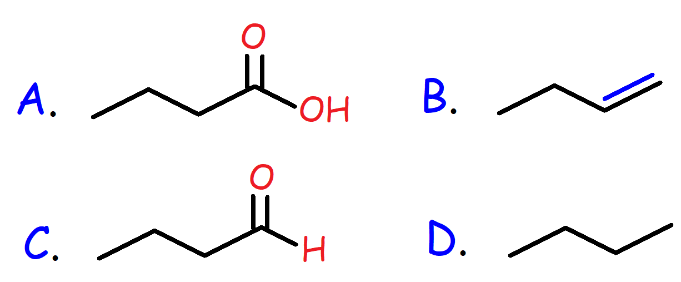 O
A. OH B.
O
C. H D.